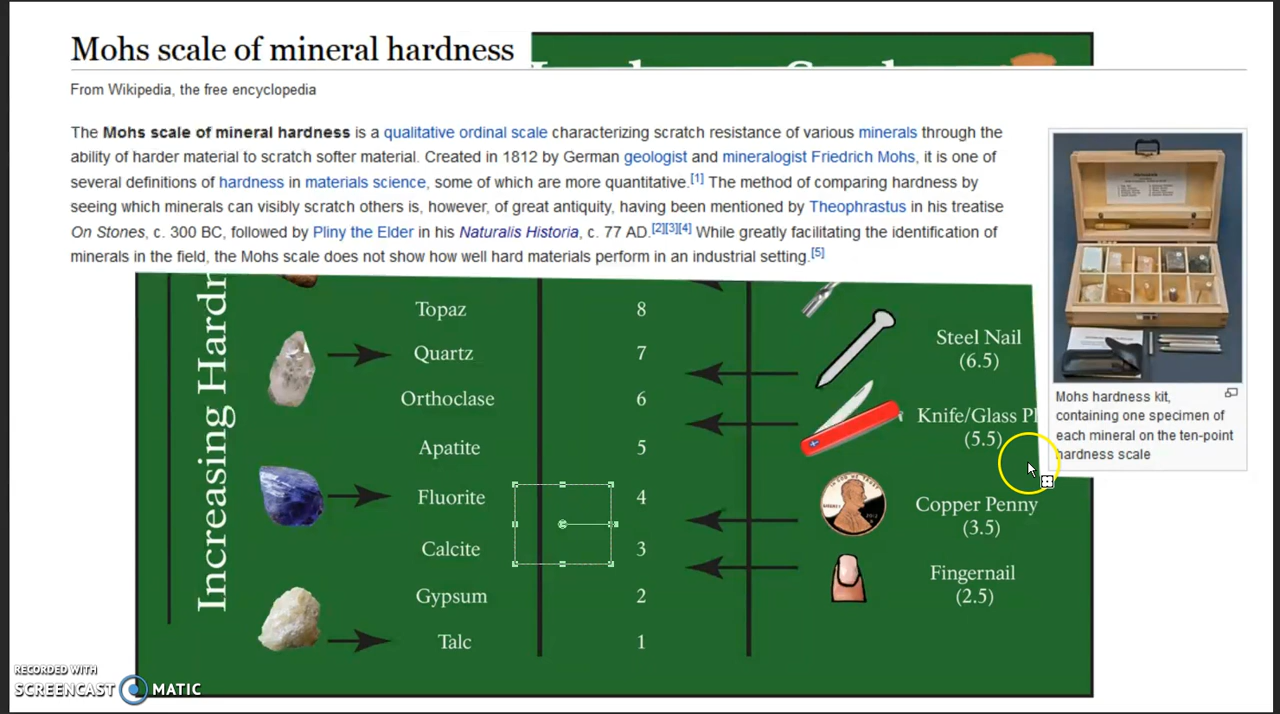 Mohs scale of mineral hardness
From Wikipedia, the free encyclopedia
The Mohs scale of mineral hardness is a qualitative ordinal scale characterizing scratch resistance of various minerals through the
ability of harder material to scratch softer material. Created in 1812 by German geologist and mineralogist Friedrich Mohs, it is one of
several definitions of hardness in materials science, some of which are more quantitative.[1] The method of comparing hardness by
seeing which minerals can visibly scratch others is, however, of great antiquity, having been mentioned by Theophrastus in his treatise
On Stones, c. 300 BC, followed by Pliny the Elder in his Naturalis Historia, c. 77 AD.[2][3][4] While greatly facilitating the identification of
minerals in the field, the Mohs scale does not show how well hard materials perform in an industrial setting.[5]
Mohs hardness kit,
containing one specimen of
each mineral on the ten-point
hardness scale
Increasing Hardn
Topaz 8
Quartz 7
Orthoclase 6
Apatite 5
Fluorite 4
Calcite 3
Gypsum 2
Talc 1
Steel Nail
(6.5)
Knife/Glass Pl
(5.5)
Copper Penny
(3.5)
Fingernail
(2.5)
RECORDED WITH
SCREENCAST MATIC